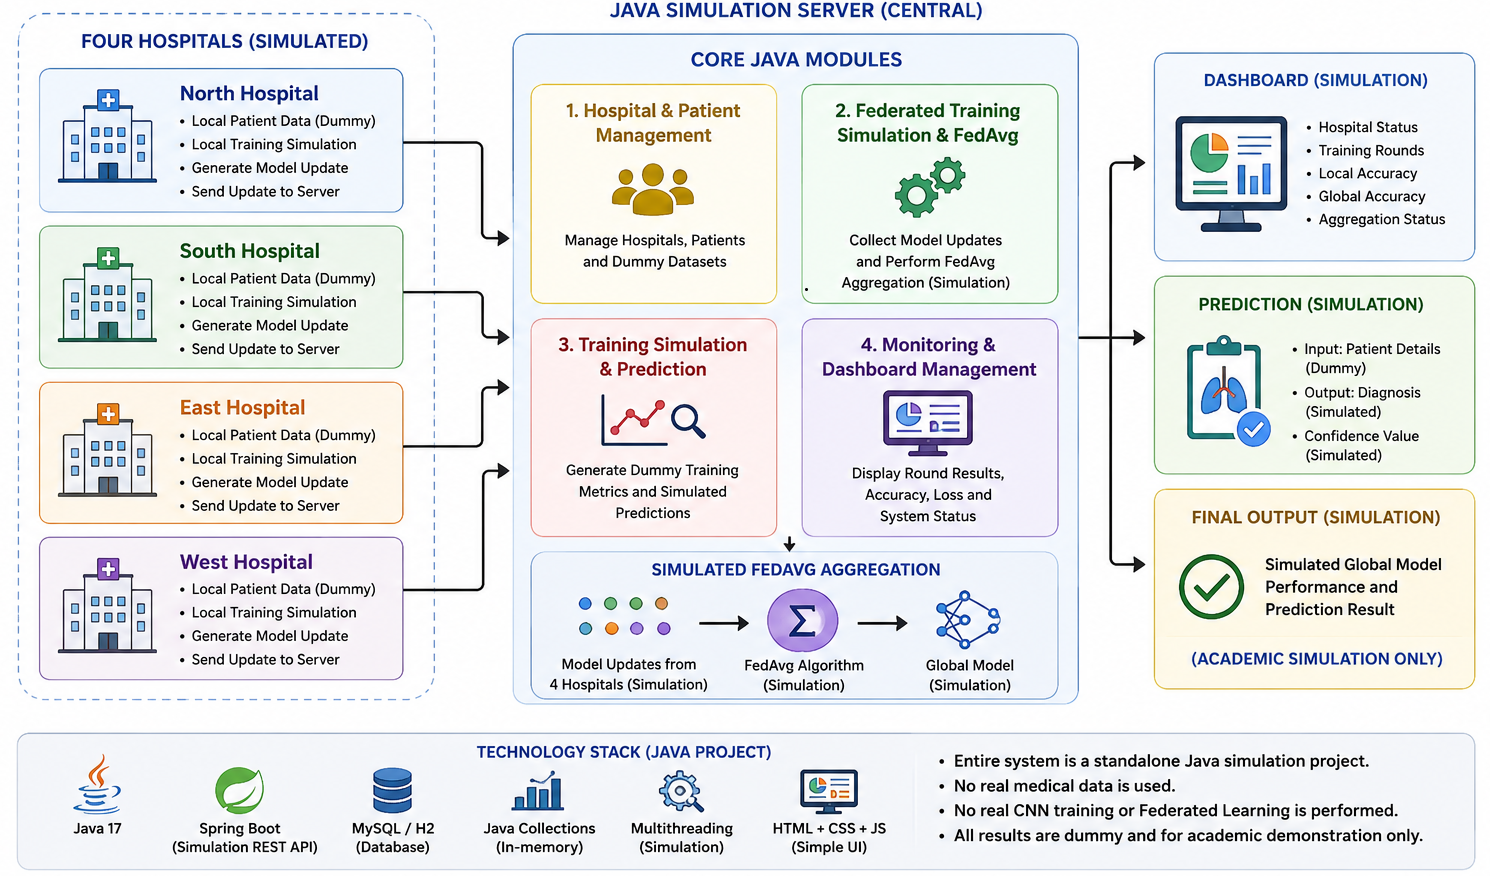 FOUR HOSPITALS (SIMULATED)
North Hospital
• Local Patient Data (Dummy)
• Local Training Simulation
• Generate Model Update
• Send Update to Server
South Hospital
• Local Patient Data (Dummy)
• Local Training Simulation
• Generate Model Update
• Send Update to Server
East Hospital
• Local Patient Data (Dummy)
• Local Training Simulation
• Generate Model Update
• Send Update to Server
West Hospital
• Local Patient Data (Dummy)
• Local Training Simulation
• Generate Model Update
• Send Update to Server
JAVA SIMULATION SERVER (CENTRAL)
CORE JAVA MODULES
1. Hospital & Patient
Management
Manage Hospitals, Patients
and Dummy Datasets
2. Federated Training
Simulation & FedAvg
Collect Model Updates
and Perform FedAvg
Aggregation (Simulation)
3. Training Simulation
& Prediction
Generate Dummy Training
Metrics and Simulated
Predictions
4. Monitoring &
Dashboard Management
Display Round Results,
Accuracy, Loss and
System Status
SIMULATED FEDAVG AGGREGATION
Model Updates from
4 Hospitals (Simulation)
Σ
FedAvg Algorithm
(Simulation)
Global Model
(Simulation)
DASHBOARD (SIMULATION)
• Hospital Status
• Training Rounds
• Local Accuracy
• Global Accuracy
• Aggregation Status
PREDICTION (SIMULATION)
• Input: Patient Details
(Dummy)
• Output: Diagnosis
(Simulated)
• Confidence Value
(Simulated)
FINAL OUTPUT (SIMULATION)
Simulated Global Model
Performance and
Prediction Result
(ACADEMIC SIMULATION ONLY)
TECHNOLOGY STACK (JAVA PROJECT)
Java 17
Spring Boot
(Simulation REST API)
MySQL / H2
(Database)
Java Collections
(In-memory)
Multithreading
(Simulation)
HTML + CSS + JS
(Simple UI)
• Entire system is a standalone Java simulation project.
• No real medical data is used.
• No real CNN training or Federated Learning is performed.
• All results are dummy and for academic demonstration only.